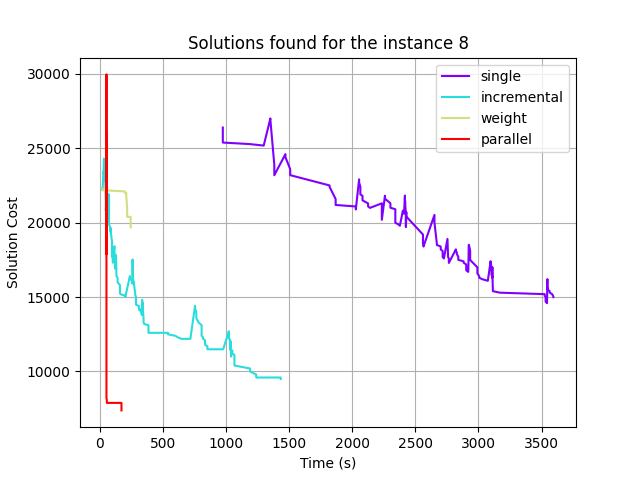 Solutions found for the instance 8
single
incremental
weight
parallel
Solution Cost
30000
25000
20000
15000
10000
0 500 1000 1500 2000 2500 3000 3500
Time (s)